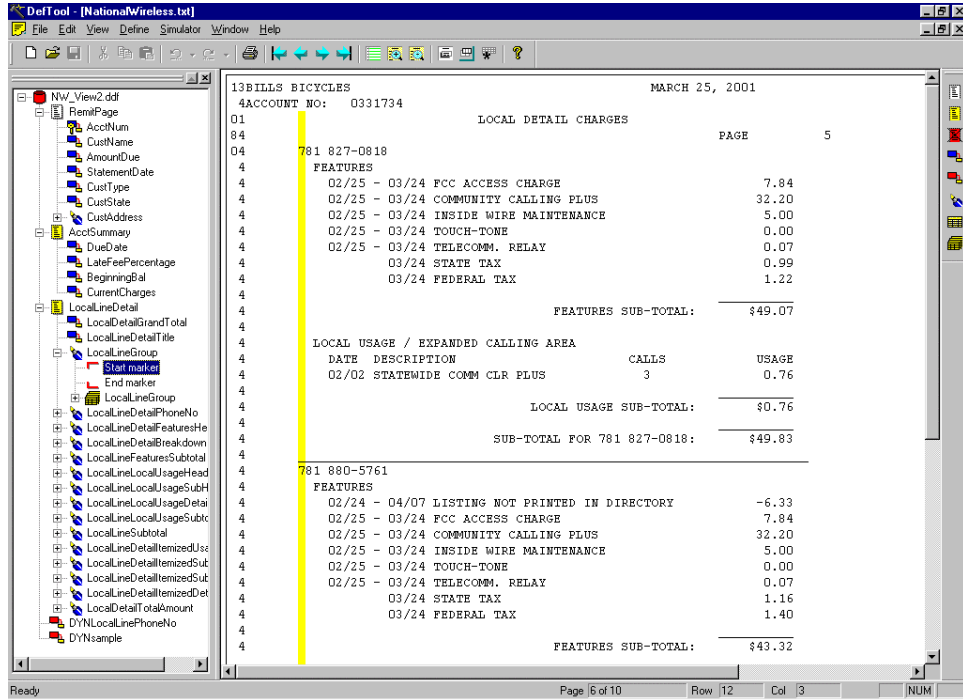 DefTool - [NationalWireless.txt]
File Edit View Define Simulator Window Help
NW_View2.ddf
RemitPage
AcctNum
CustName
AmountDue
StatementDate
CustType
CustState
CustAddress
AcctSummary
DueDate
LateFeePercentage
BeginningBal
CurrentCharges
LocalLineDetail
LocalDetailGrandTotal
LocalLineDetailTitle
LocalLineGroup
Start marker
End marker
LocalLineGroup
LocalLineDetailPhoneNo
LocalLineDetailFeaturesHe
LocalLineDetailBreakdown
LocalLineFeaturesSubtotal
LocalLineLocalUsageHead
LocalLineLocalUsageSubH
LocalLineLocalUsageDetai
LocalLineLocalUsageSubtc
LocalLineSubtotal
LocalLineDetailItemizedUsa
LocalLineDetailItemizedSut
LocalLineDetailItemizedSut
LocalLineDetailItemizedDet
LocalDetailTotalAmount
DYNLocalLinePhoneNo
DYNsample
13BILLS BICYCLES MARCH 25, 2001
4ACCOUNT NO: 0331734
01 LOCAL DETAIL CHARGES
84 PAGE 5
04 781 827-0818
4 FEATURES
4 02/25 - 03/24 FCC ACCESS CHARGE 7.84
4 02/25 - 03/24 COMMUNITY CALLING PLUS 32.20
4 02/25 - 03/24 INSIDE WIRE MAINTENANCE 5.00
4 02/25 - 03/24 TOUCH-TONE 0.00
4 02/25 - 03/24 TELECOMM. RELAY 0.07
4 03/24 STATE TAX 0.99
4 03/24 FEDERAL TAX 1.22
4
4 FEATURES SUB-TOTAL: $49.07
4
4 LOCAL USAGE / EXPANDED CALLING AREA
4 DATE DESCRIPTION CALLS USAGE
4 02/02 STATEWIDE COMM CLR PLUS 3 0.76
4
4 LOCAL USAGE SUB-TOTAL: $0.76
4
4 SUB-TOTAL FOR 781 827-0818: $49.83
4
4 781 880-5761
4 FEATURES
4 02/24 - 04/07 LISTING NOT PRINTED IN DIRECTORY -6.33
4 02/25 - 03/24 FCC ACCESS CHARGE 7.84
4 02/25 - 03/24 COMMUNITY CALLING PLUS 32.20
4 02/25 - 03/24 INSIDE WIRE MAINTENANCE 5.00
4 02/25 - 03/24 TOUCH-TONE 0.00
4 02/25 - 03/24 TELECOMM. RELAY 0.07
4 03/24 STATE TAX 1.16
4 03/24 FEDERAL TAX 1.40
4
4 FEATURES SUB-TOTAL: $43.32
Ready Page 6 of 10 Row 12 Col 3 NUM